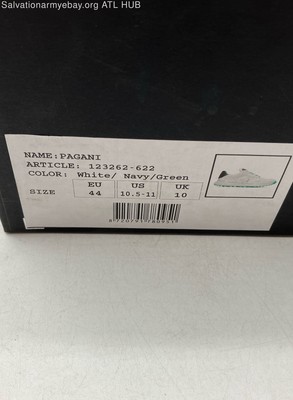 Salvationarmyebay.org ATL HUB
NAME:PAGANI
ARTICLE: 123262-622
COLOR: White/ Navy/Green
SIZE
EU US UK
44 10.5-11 10